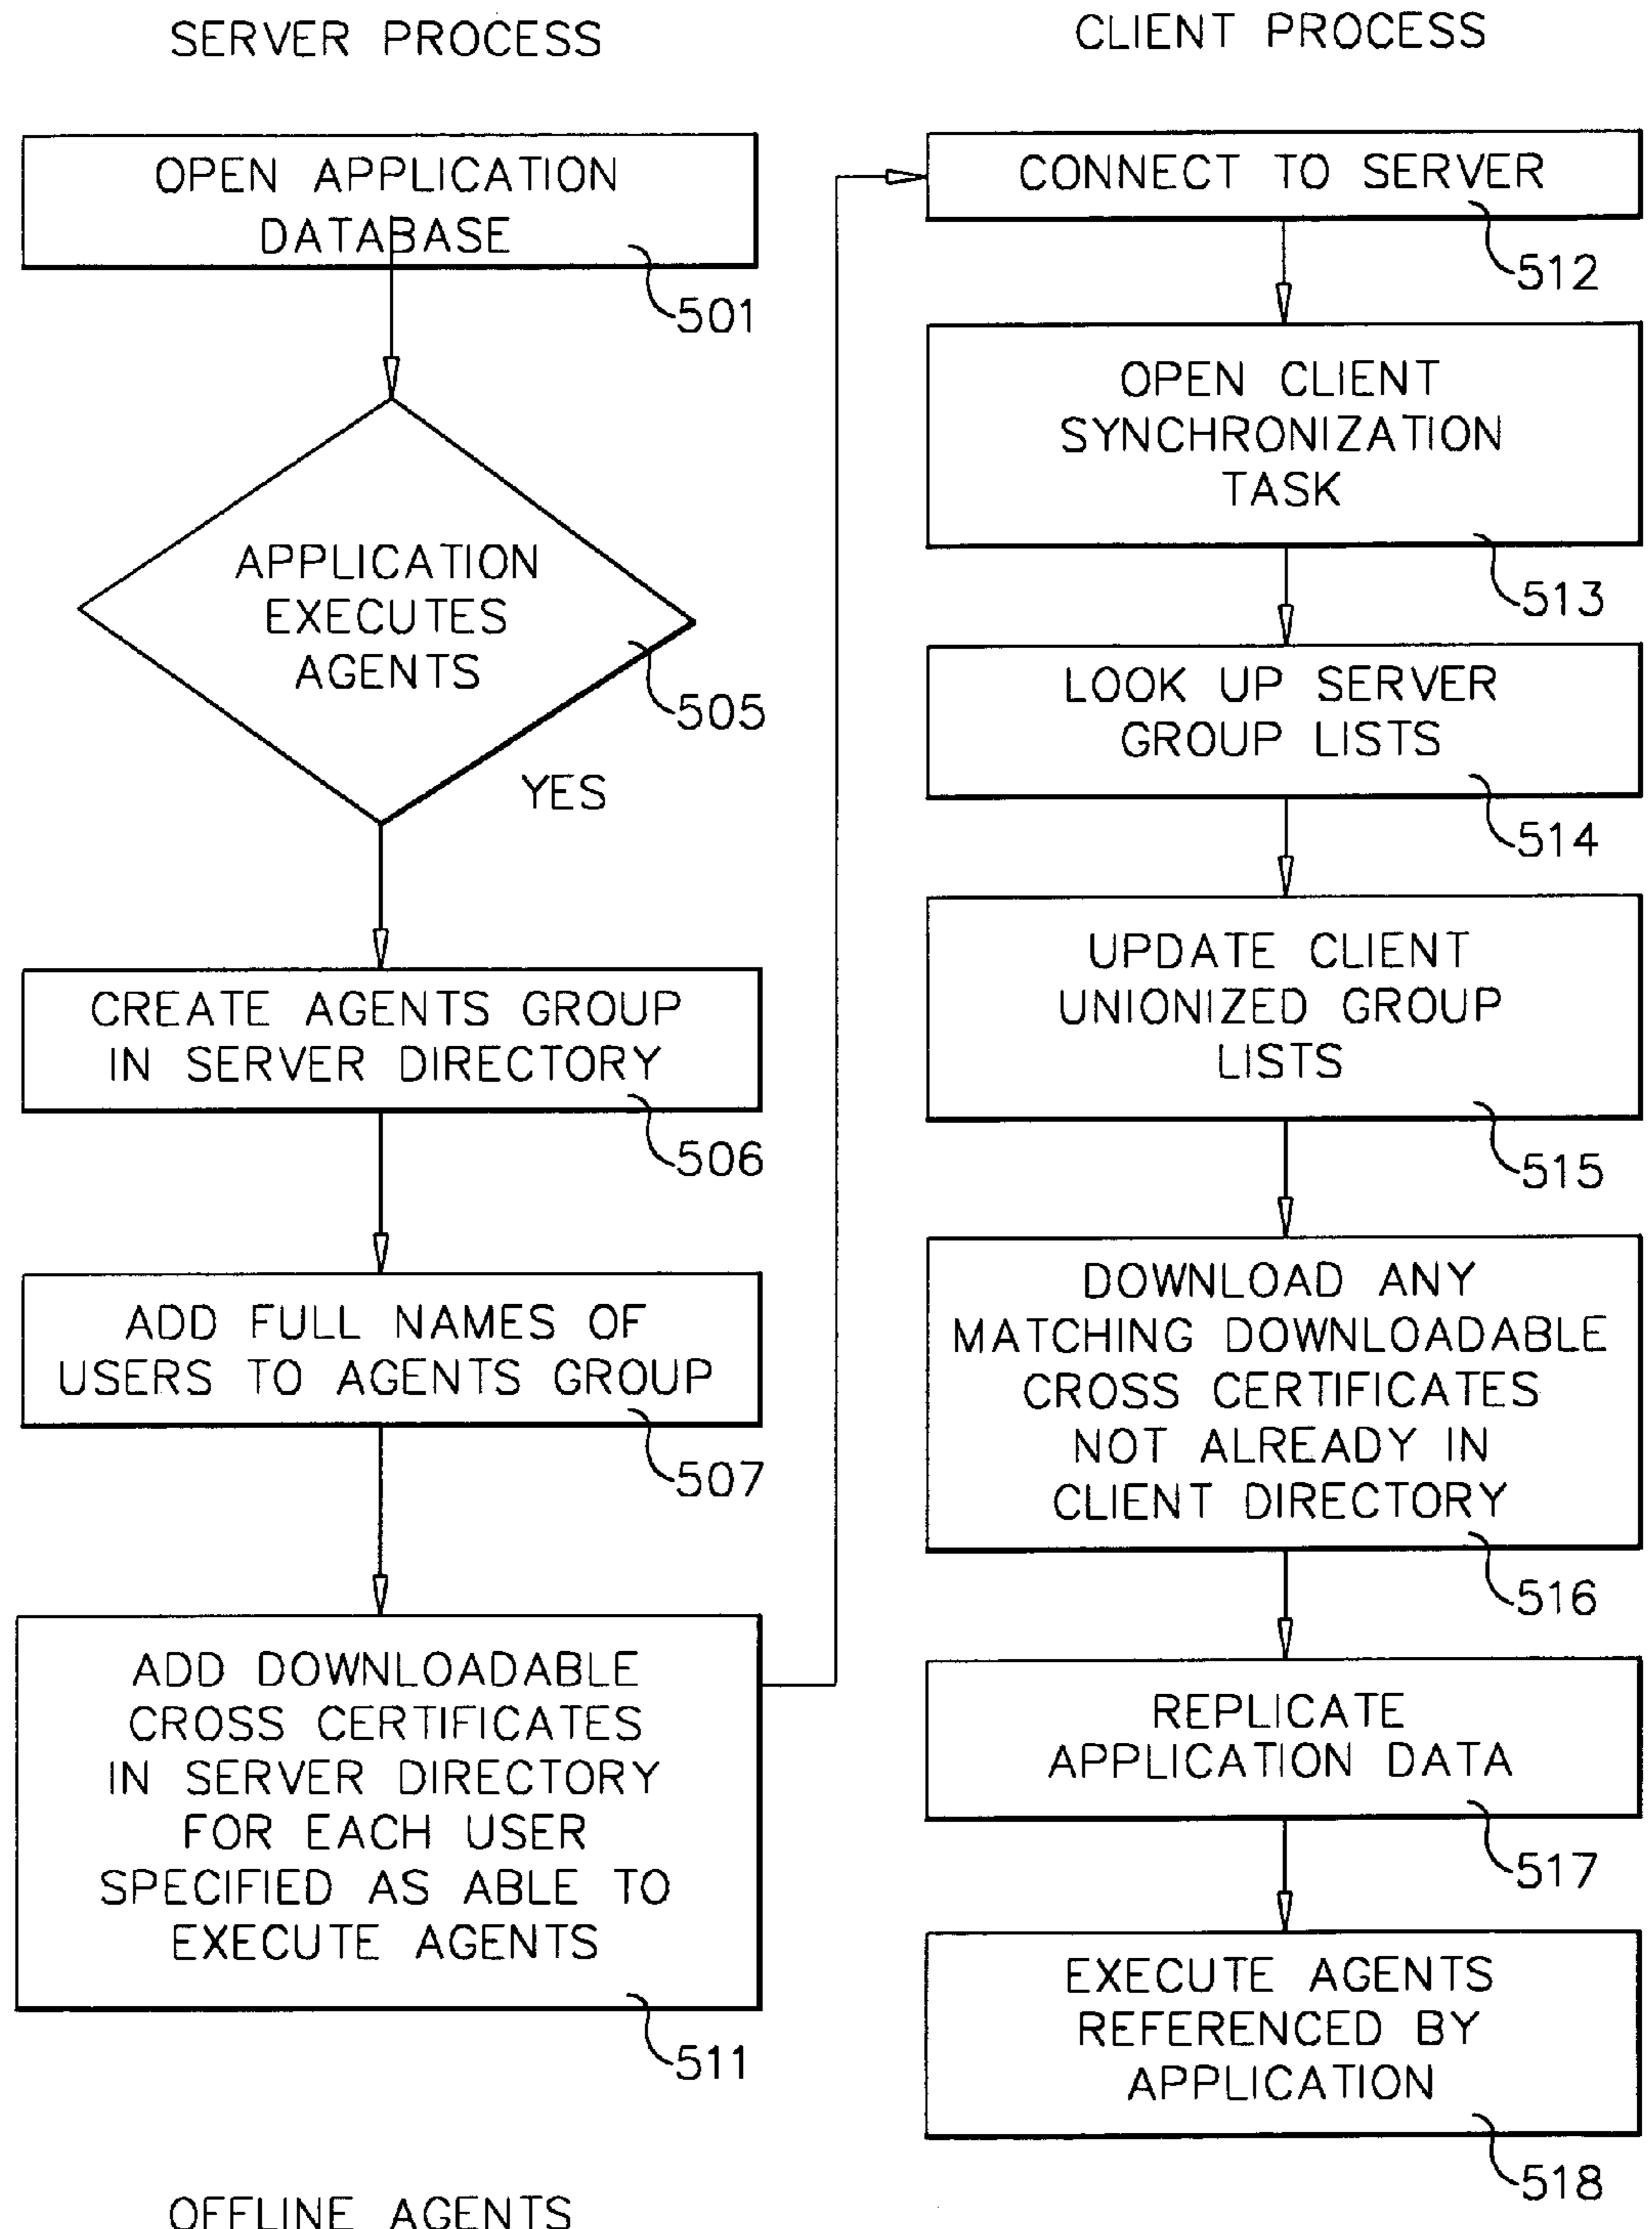 SERVER PROCESS
OPEN APPLICATION
DATABASE
501
APPLICATION
EXECUTES
AGENTS
505
YES
CREATE AGENTS GROUP
IN SERVER DIRECTORY
506
ADD FULL NAMES OF
USERS TO AGENTS GROUP
507
ADD DOWNLOADABLE
CROSS CERTIFICATES
IN SERVER DIRECTORY
FOR EACH USER
SPECIFIED AS ABLE TO
EXECUTE AGENTS
511
OFFLINE AGENTS
CLIENT PROCESS
CONNECT TO SERVER
512
OPEN CLIENT
SYNCHRONIZATION
TASK
513
LOOK UP SERVER
GROUP LISTS
514
UPDATE CLIENT
UNIONIZED GROUP
LISTS
515
DOWNLOAD ANY
MATCHING DOWNLOADABLE
CROSS CERTIFICATES
NOT ALREADY IN
CLIENT DIRECTORY
516
REPLICATE
APPLICATION DATA
517
EXECUTE AGENTS
REFERENCED BY
APPLICATION
518